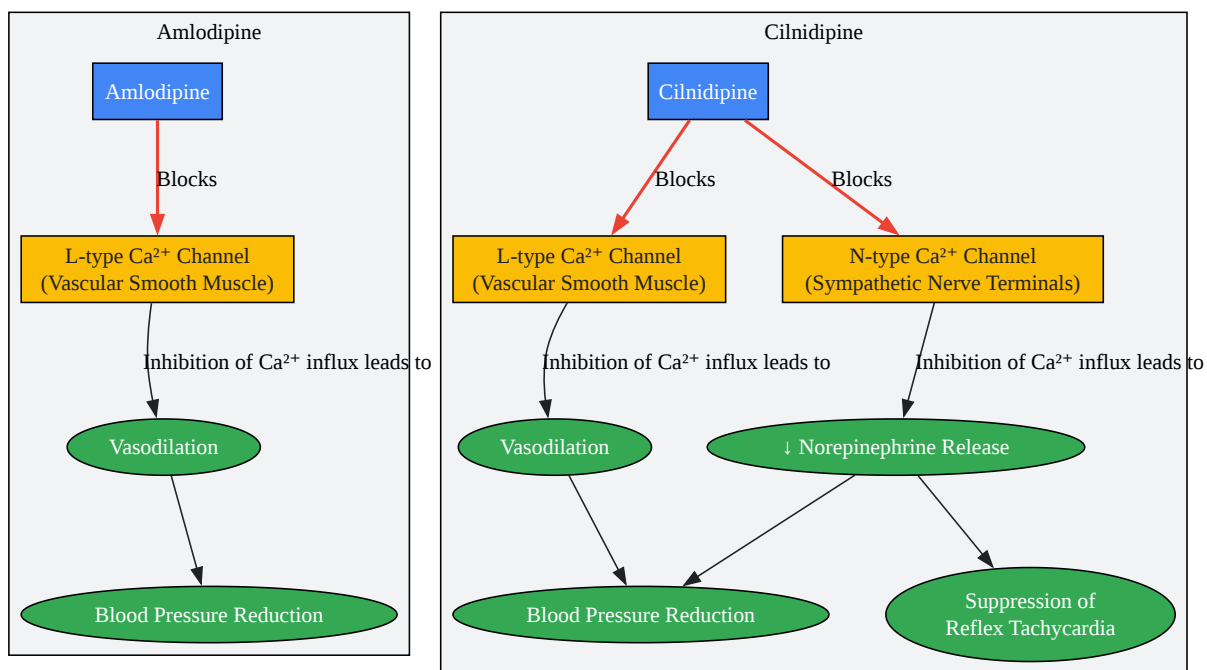 Amlodipine
Amlodipine
Blocks
L-type Ca²⁺ Channel
(Vascular Smooth Muscle)
Inhibition of Ca²⁺ influx leads to
Vasodilation
Blood Pressure Reduction
Cilnidipine
Cilnidipine
Blocks
Blocks
L-type Ca²⁺ Channel
(Vascular Smooth Muscle)
N-type Ca²⁺ Channel
(Sympathetic Nerve Terminals)
Inhibition of Ca²⁺ influx leads to
Inhibition of Ca²⁺ influx leads to
Vasodilation
↓ Norepinephrine Release
Blood Pressure Reduction
Suppression of
Reflex Tachycardia